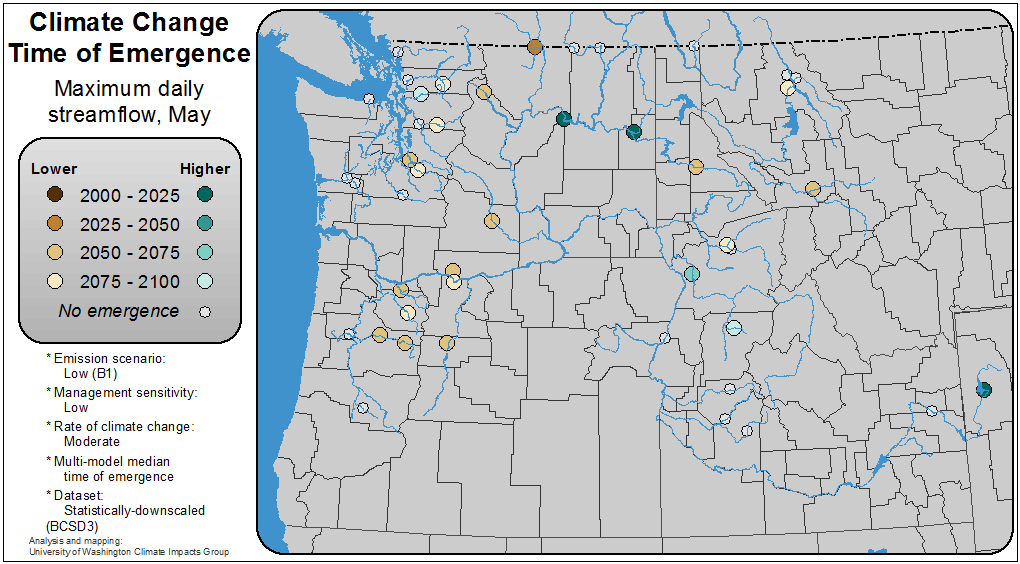 Climate Change
Time of Emergence
Maximum daily
streamflow, May
Lower Higher
2000 - 2025
2025 - 2050
2050 - 2075
2075 - 2100
No emergence
* Emission scenario:
Low (B1)
* Management sensitivity:
Low
* Rate of climate change:
Moderate
* Multi-model median
time of emergence
* Dataset:
Statistically-downscaled
(BCSD3)
Analysis and mapping:
University of Washington Climate Impacts Group